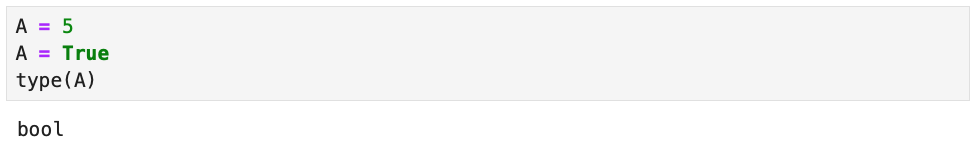 A = 5
A = True
type(A)
bool